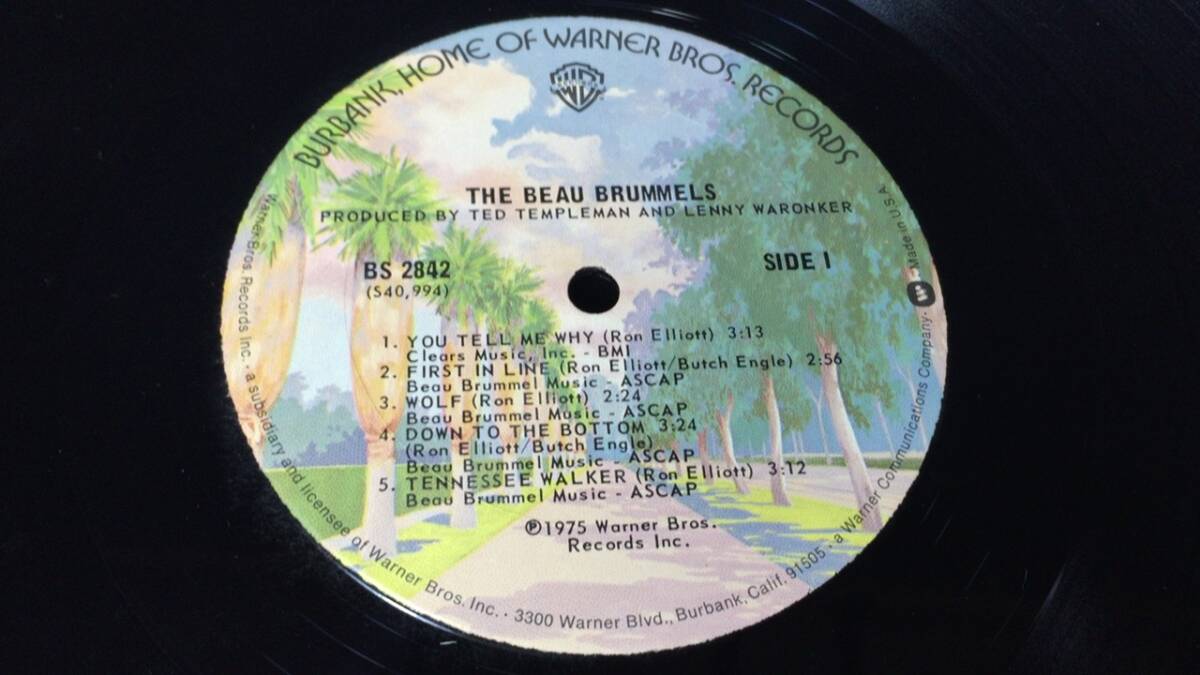 BURBANK, HOME OF WARNER BROS. RECORDS
THE BEAU BRUMMELS
PRODUCED BY TED TEMPLEMAN AND LENNY WARONKER
BS 2842
(S40,994)
SIDE 1
1. YOU TELL ME WHY (Ron Elliott) 3:13
Clears Music, Inc. - BMI
2. FIRST IN LINE (Ron Elliott/Butch Engle) 2:56
Beau Brummel Music - ASCAP
3. WOLF (Ron Elliott) 2:24
Beau Brummel Music - ASCAP
4. DOWN TO THE BOTTOM 3:24
(Ron Elliott/Butch Engle)
Beau Brummel Music - ASCAP
5. TENNESSEE WALKER (Ron Elliott) 3:12
Beau Brummel Music - ASCAP
℗1975 Warner Bros.
Records Inc.
Warner Bros. Records Inc. · a subsidiary and licensee of Warner Bros. Inc. · 3300 Warner Blvd., Burbank, Calif. 91505 · a Warner Communications Company · Made in U.S.A.